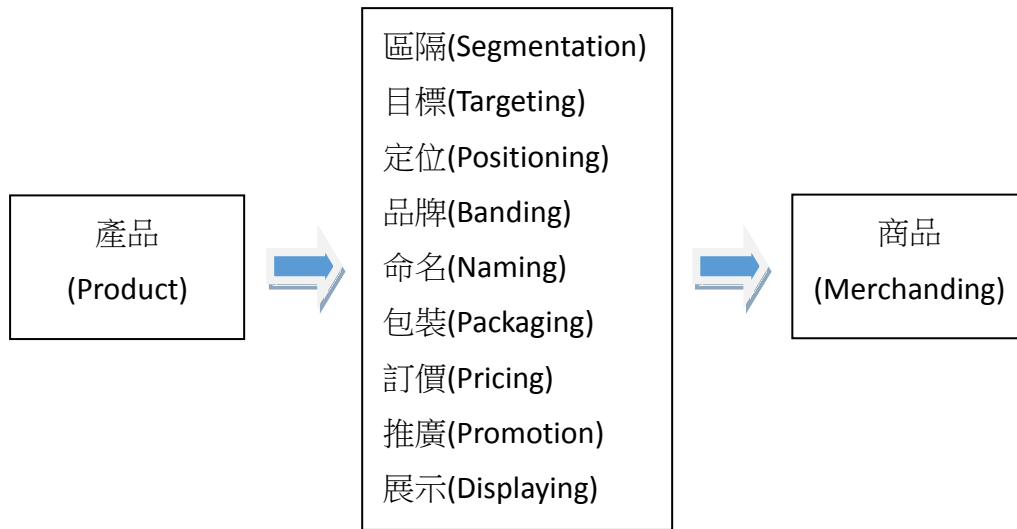 產品
(Product)
區隔(Segmentation)
目標(Targeting)
定位(Positioning)
品牌(Banding)
命名(Naming)
包裝(Packaging)
訂價(Pricing)
推廣(Promotion)
展示(Displaying)
商品
(Merchanding)